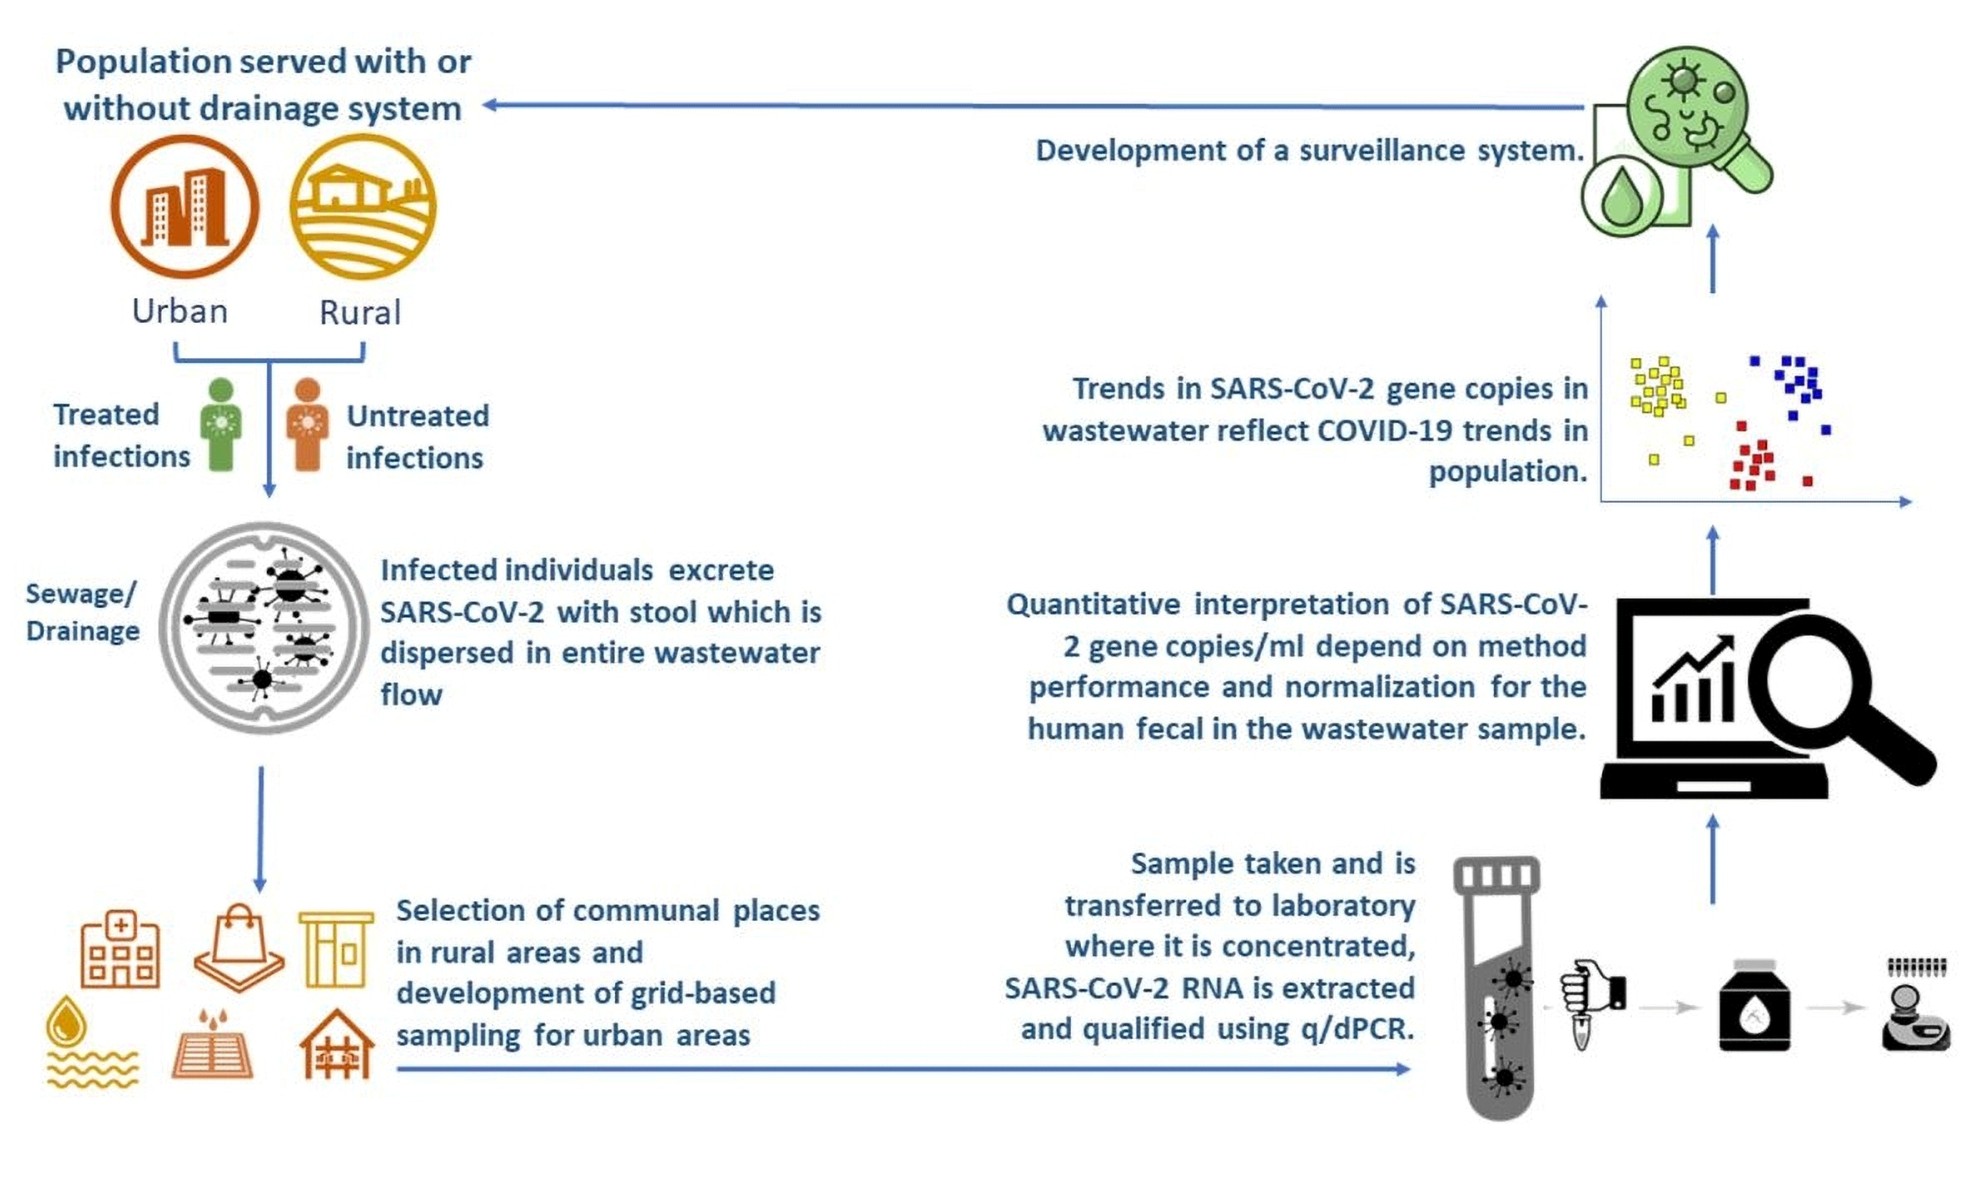 Population served with or
without drainage system
Urban
Rural
Treated
infections
Untreated
infections
Sewage/
Drainage
Infected individuals excrete
SARS-CoV-2 with stool which is
dispersed in entire wastewater
flow
Selection of communal places
in rural areas and
development of grid-based
sampling for urban areas
Sample taken and is
transferred to laboratory
where it is concentrated,
SARS-CoV-2 RNA is extracted
and qualified using q/dPCR.
Quantitative interpretation of SARS-CoV-
2 gene copies/ml depend on method
performance and normalization for the
human fecal in the wastewater sample.
Trends in SARS-CoV-2 gene copies in
wastewater reflect COVID-19 trends in
population.
Development of a surveillance system.